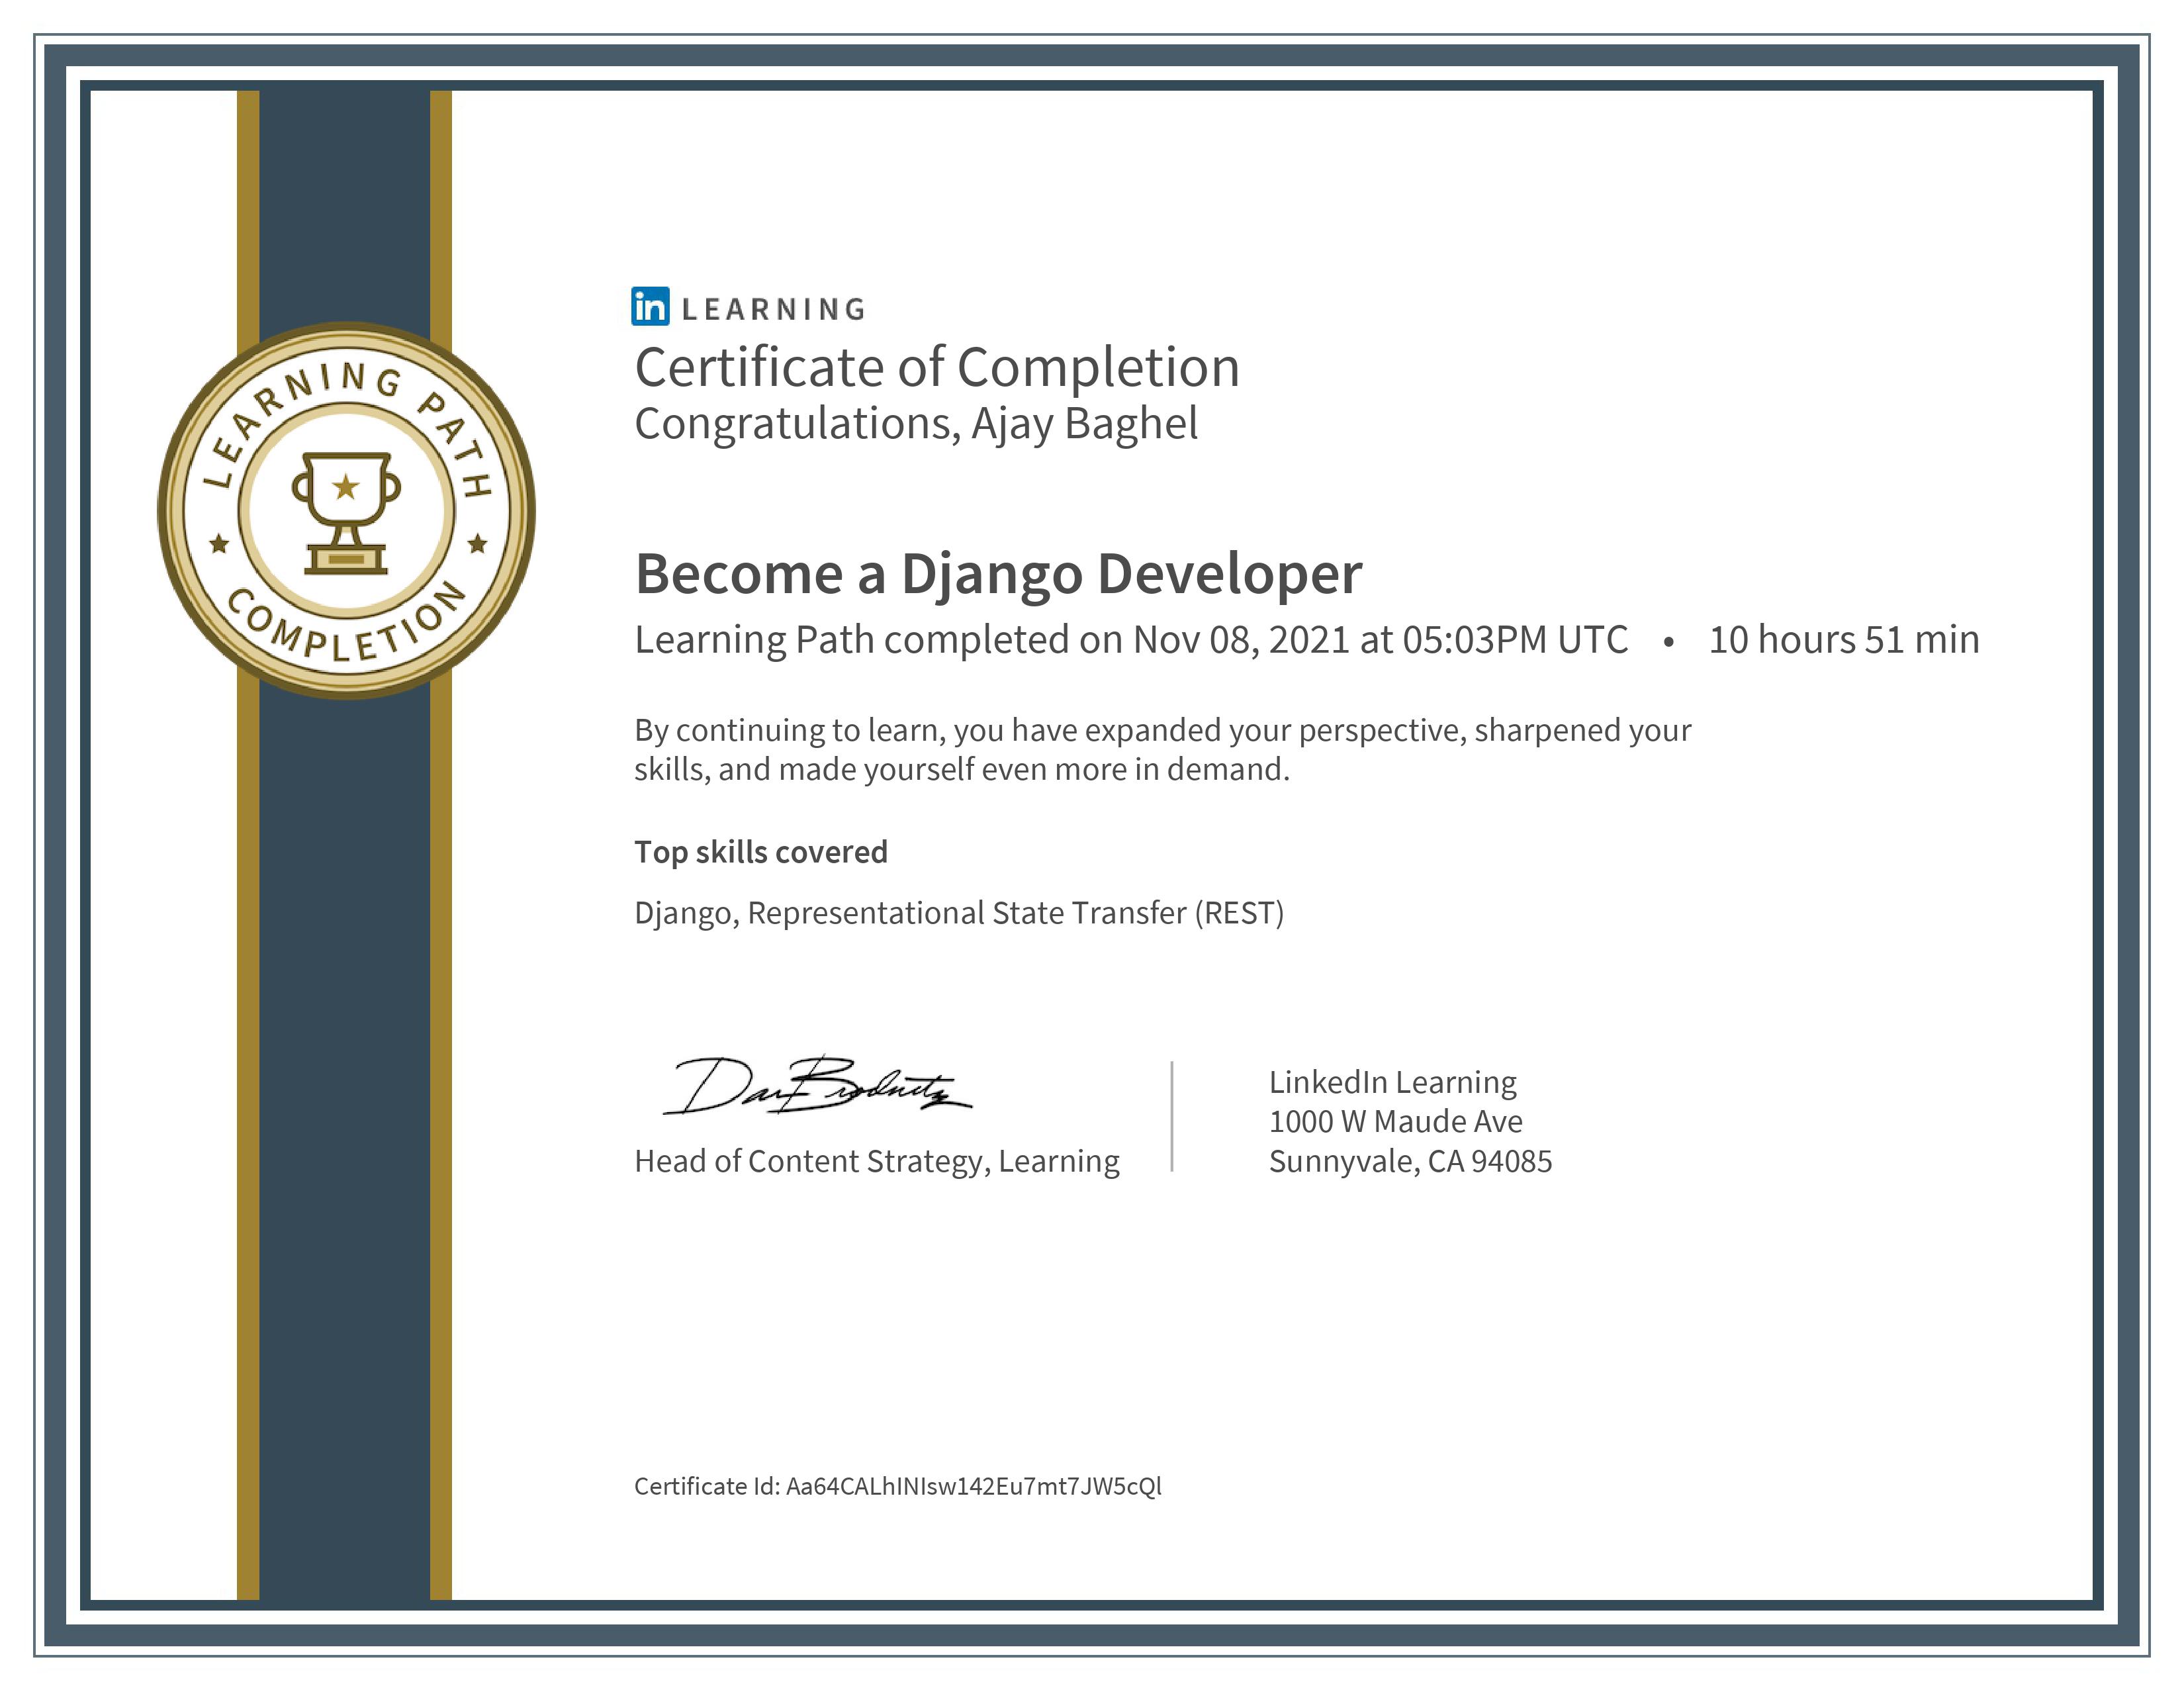 LEARNING PATH
COMPLETION
in LEARNING
Certificate of Completion
Congratulations, Ajay Baghel
Become a Django Developer
Learning Path completed on Nov 08, 2021 at 05:03PM UTC • 10 hours 51 min
By continuing to learn, you have expanded your perspective, sharpened your
skills, and made yourself even more in demand.
Top skills covered
Django, Representational State Transfer (REST)
Dan Brodnitz
Head of Content Strategy, Learning
LinkedIn Learning
1000 W Maude Ave
Sunnyvale, CA 94085
Certificate Id: Aa64CALhINIsw142Eu7mt7JW5cQl